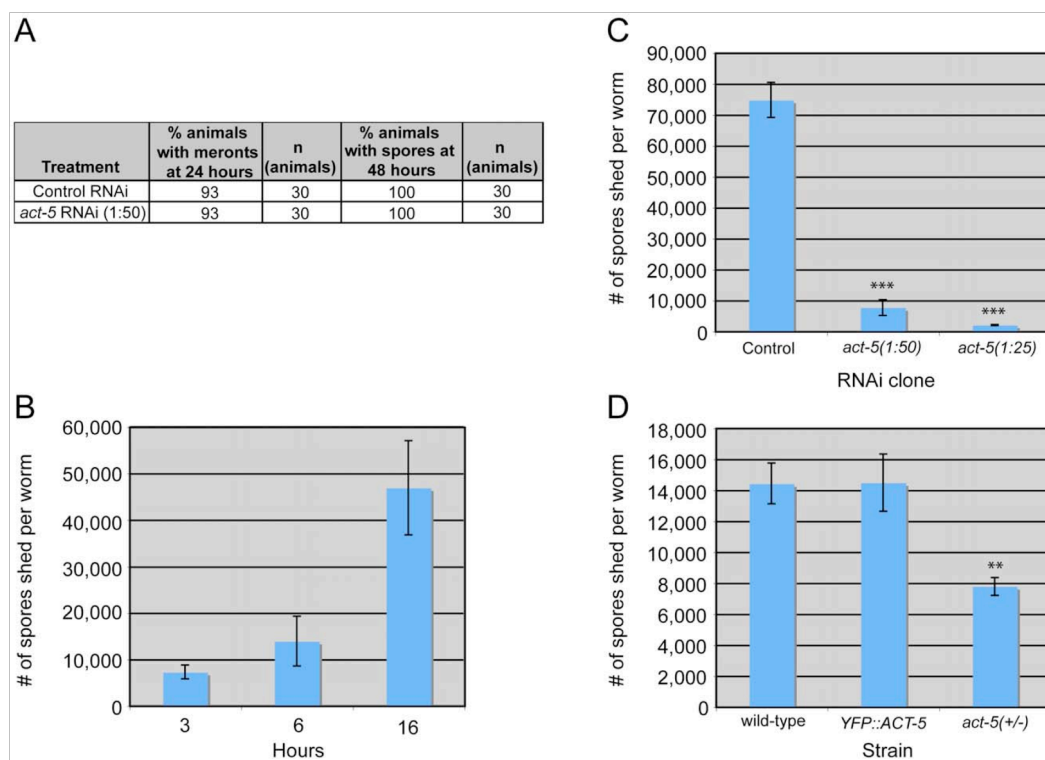 A
Treatment
% animals
with meronts
at 24 hours
n
(animals)
% animals
with spores at
48 hours
n
(animals)
Control RNAi 93 30 100 30
act-5 RNAi (1:50) 93 30 100 30
B
# of spores shed per worm
60,000
50,000
40,000
30,000
20,000
10,000
0
3 6 16
Hours
C
# of spores shed per worm
90,000
80,000
70,000
60,000
50,000
40,000
30,000
20,000
10,000
0
***
***
Control act-5(1:50) act-5(1:25)
RNAi clone
D
# of spores shed per worm
18,000
16,000
14,000
12,000
10,000
8,000
6,000
4,000
2,000
0
**
wild-type YFP::ACT-5 act-5(+/-)
Strain